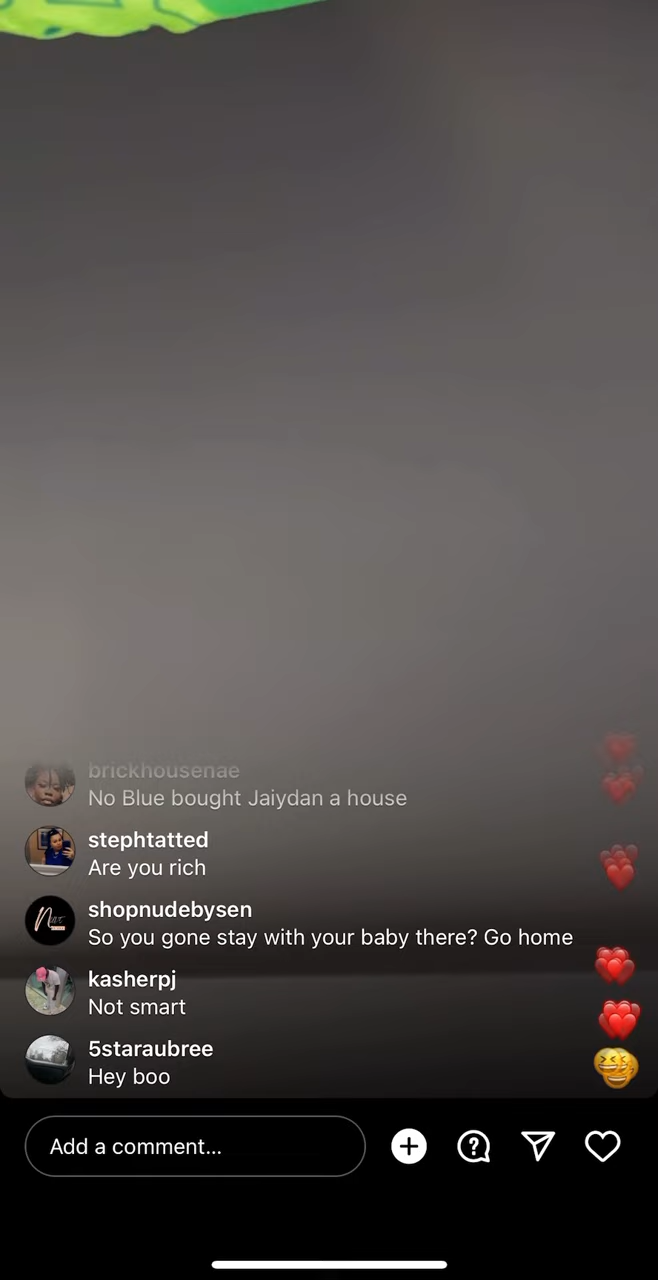 brickhousenae
No Blue bought Jaiydan a house
stephtatted
Are you rich
shopnudebysen
So you gone stay with your baby there? Go home
kasherpj
Not smart
5staraubree
Hey boo
Add a comment...